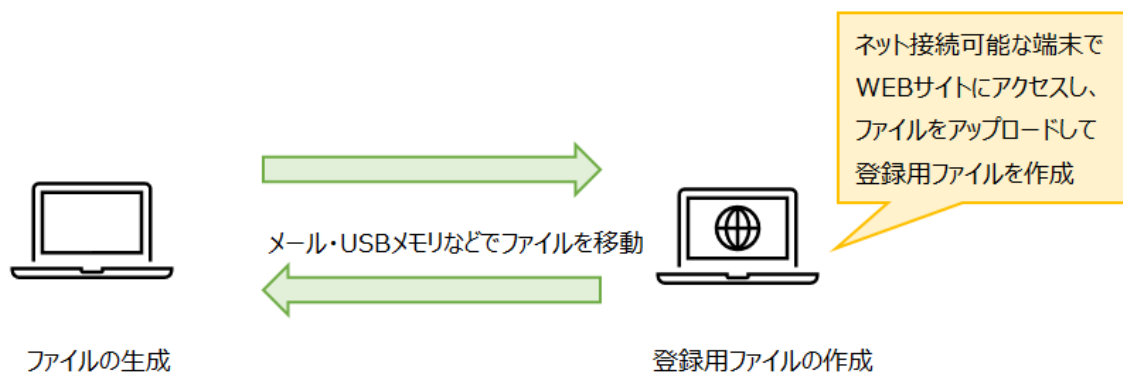 ネット接続可能な端末で
WEBサイトにアクセスし、
ファイルをアップロードして
登録用ファイルを作成
メール・USBメモリなどでファイルを移動
ファイルの生成
登録用ファイルの作成